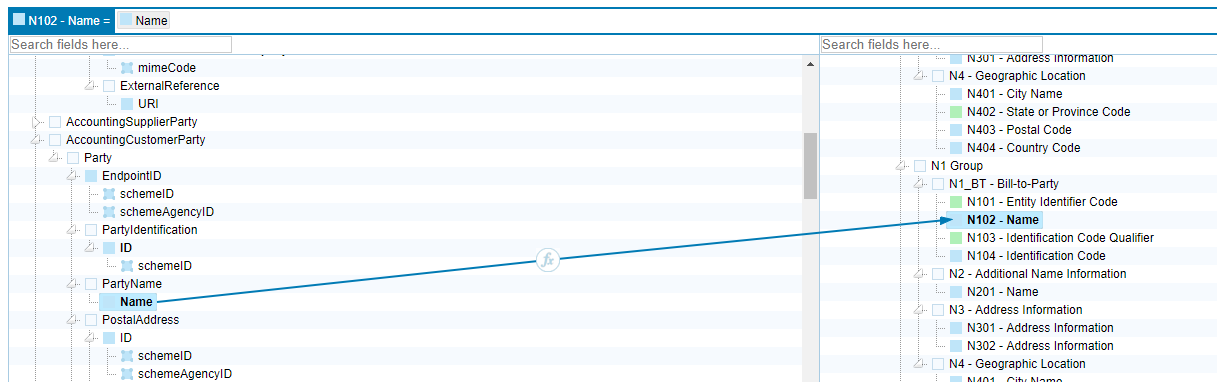 N102 - Name = Name
Search fields here...
mimeCode
ExternalReference
URI
AccountingSupplierParty
AccountingCustomerParty
Party
EndpointID
schemeID
schemeAgencyID
PartyIdentification
ID
schemeID
PartyName
Name
PostalAddress
ID
schemeID
schemeAgencyID
fx
Search fields here...
N301 - Address Information
N4 - Geographic Location
N401 - City Name
N402 - State or Province Code
N403 - Postal Code
N404 - Country Code
N1 Group
N1_BT - Bill-to-Party
N101 - Entity Identifier Code
N102 - Name
N103 - Identification Code Qualifier
N104 - Identification Code
N2 - Additional Name Information
N201 - Name
N3 - Address Information
N301 - Address Information
N302 - Address Information
N4 - Geographic Location
N401 - City Name